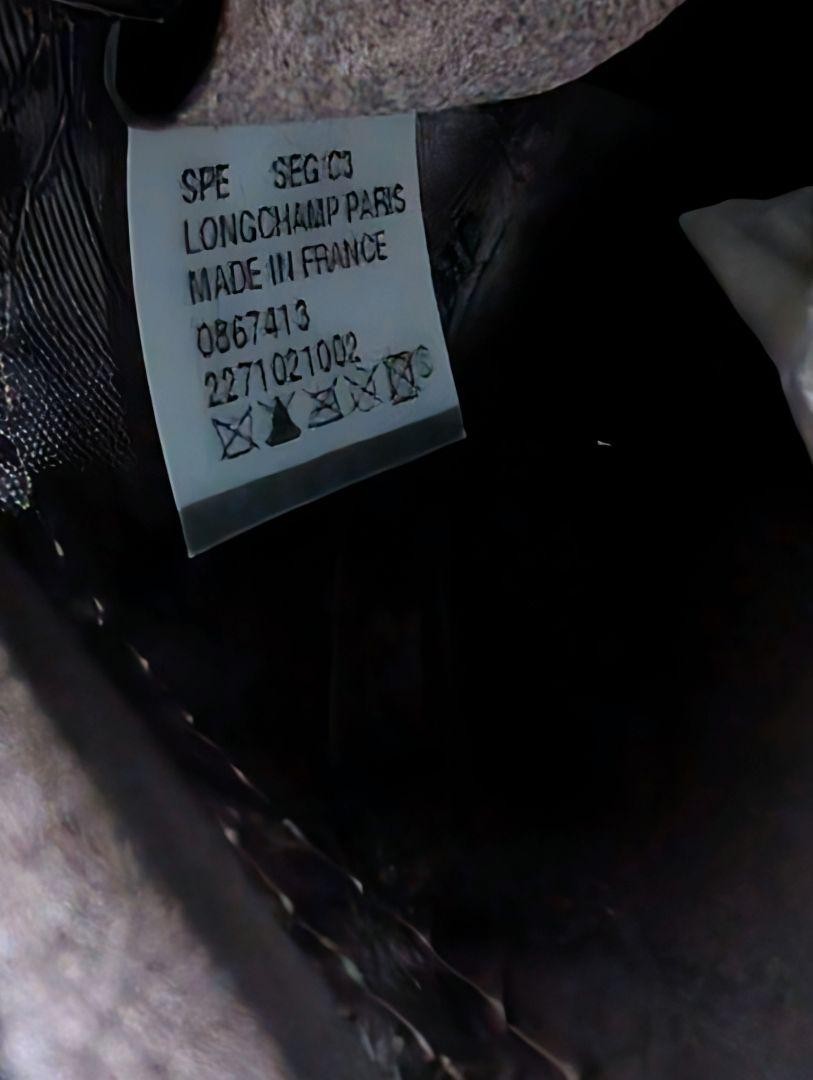 SPE SEG C3
LONGCHAMP PARIS
MADE IN FRANCE
0867413
2271021002